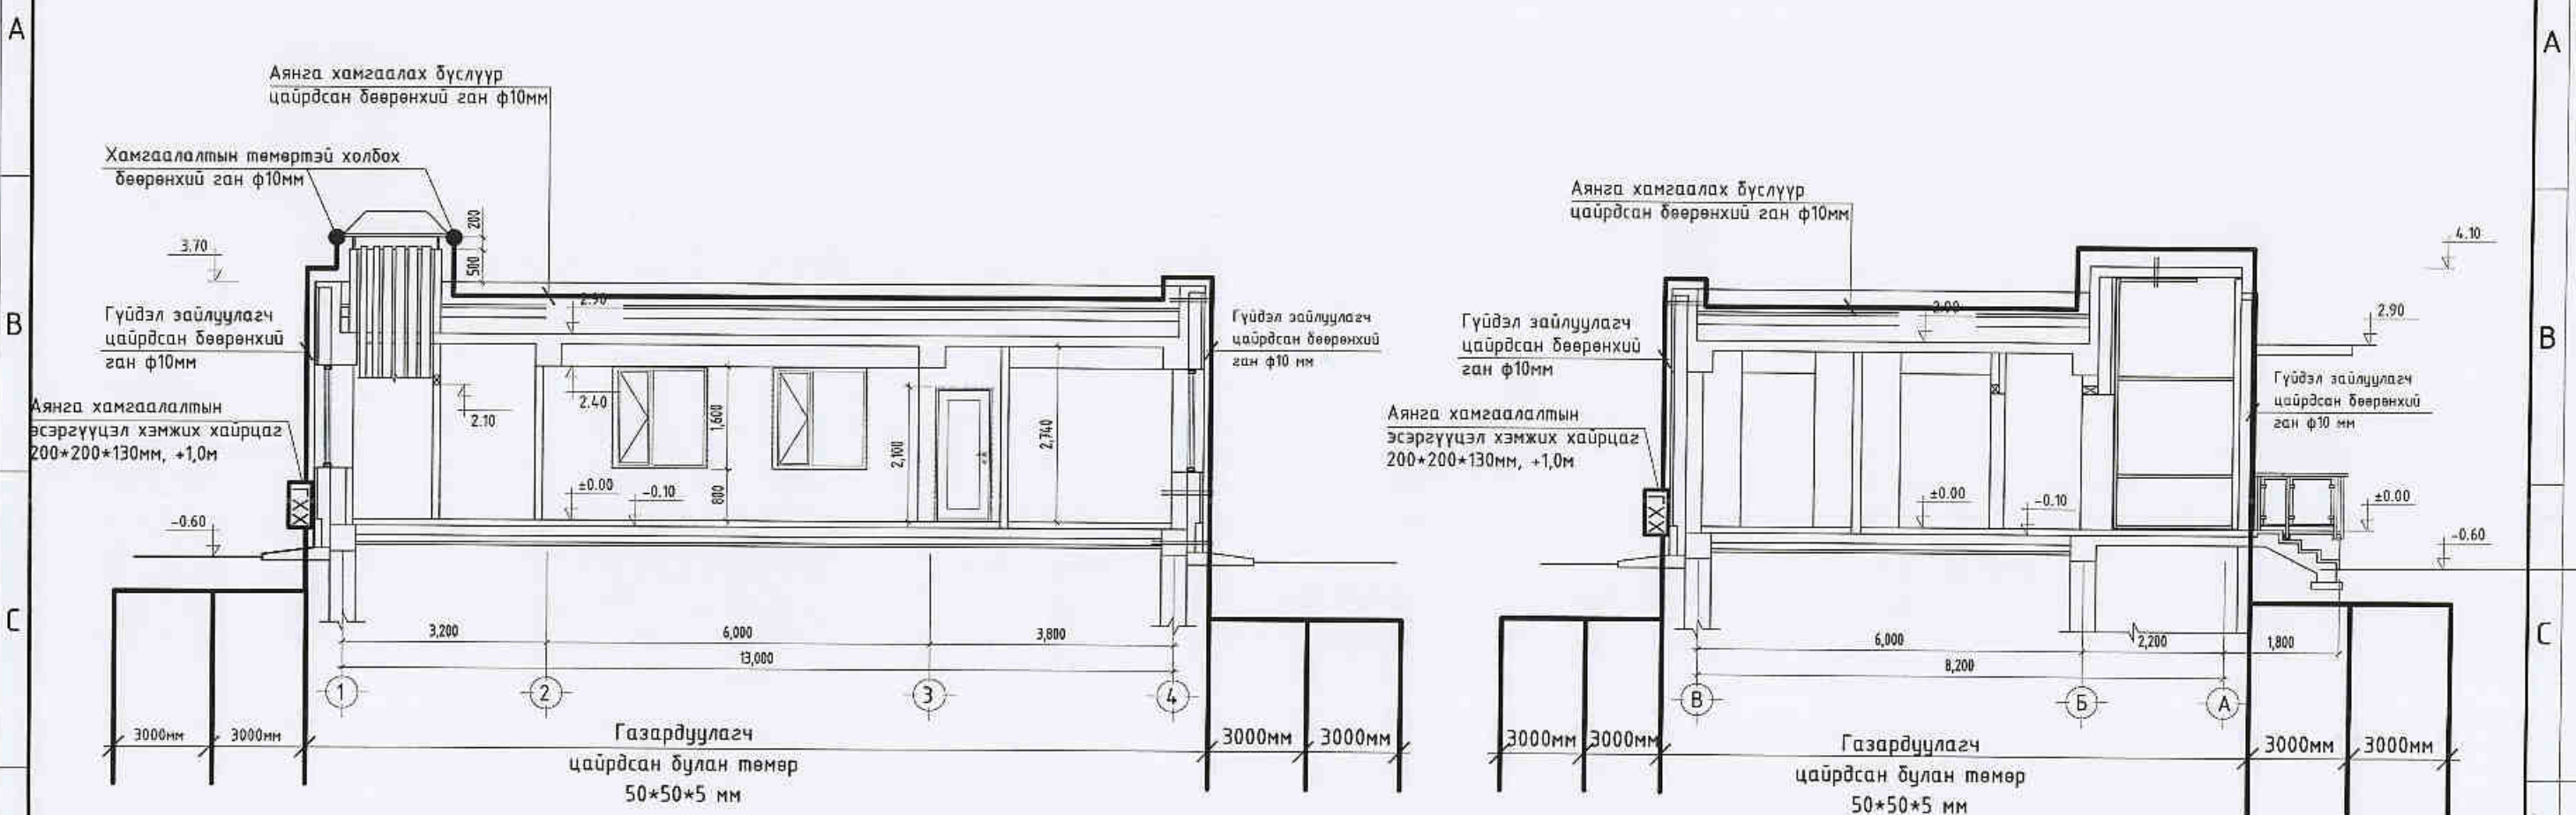 A
A
Аянга хамгаалах бүслүүр
цайрдсан бөөрөнхий ган ф10мм
Хамгаалалтын төмөртэй холбох
бөөрөнхий ган ф10мм
200
500
3.70
2.90
Гүйдэл зайлуулагч
цайрдсан бөөрөнхий
ган ф10мм
Гүйдэл зайлуулагч
цайрдсан бөөрөнхий
ган ф10 мм
B
Аянга хамгаалалтын
эсэргүүцэл хэмжих хайрцаг
200*200*130мм, +1,0м
2.10
2.40
1,600
800
2,100
2,740
±0.00
-0.10
-0.60
C
3,200
6,000
3,800
13,000
1
2
3
4
3000мм
3000мм
3000мм
3000мм
Газардуулагч
цайрдсан булан төмөр
50*50*5 мм
Аянга хамгаалах бүслүүр
цайрдсан бөөрөнхий ган ф10мм
4.10
2.90
Гүйдэл зайлуулагч
цайрдсан бөөрөнхий
ган ф10мм
B
Гүйдэл зайлуулагч
цайрдсан бөөрөнхий
ган ф10 мм
Аянга хамгаалалтын
эсэргүүцэл хэмжих хайрцаг
200*200*130мм, +1,0м
±0.00
-0.10
±0.00
-0.60
C
6,000
2,200
1,800
8,200
В
Б
А
3000мм
3000мм
3000мм
3000мм
Газардуулагч
цайрдсан булан төмөр
50*50*5 мм